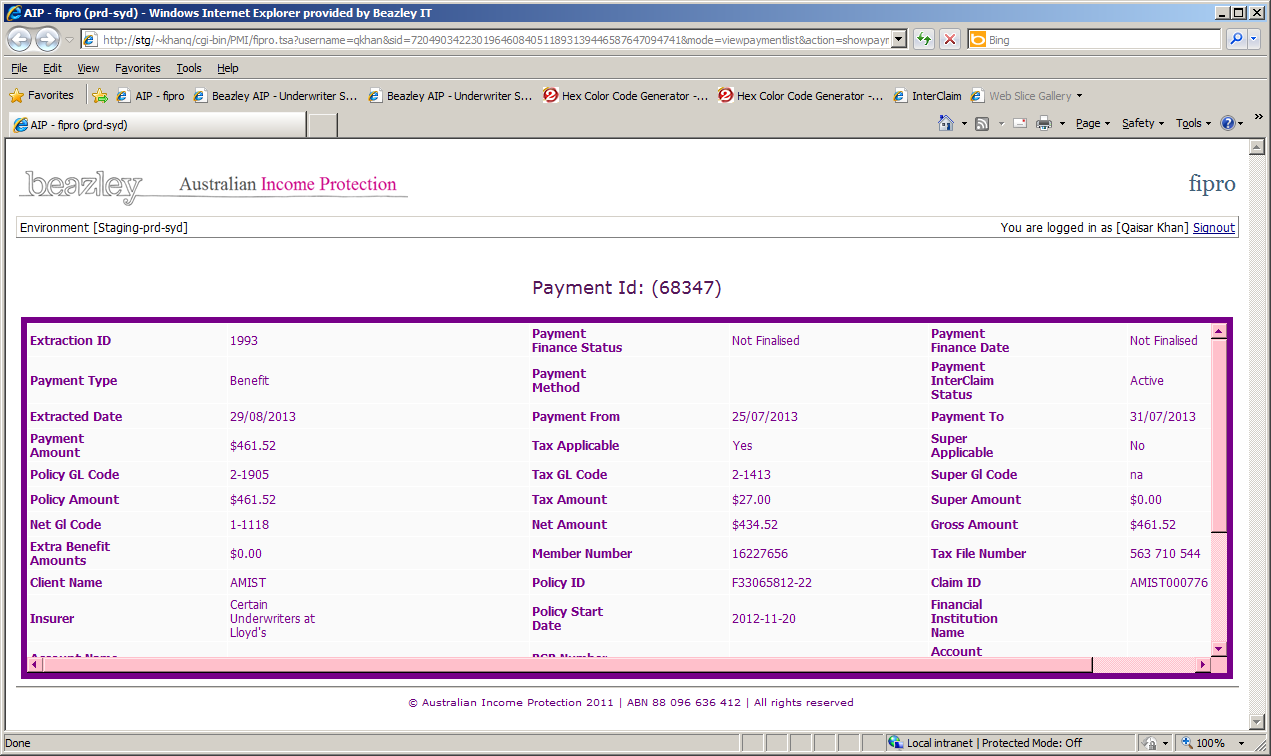 AIP - fipro (prd-syd) - Windows Internet Explorer provided by Beazley IT
http://stg/~khanq/cgi-bin/PMI/fipro.tsa?username=qkhan&sid=72049034223019646084051189313944658764709474​1&mode=viewpaymentlist&action=showpayr
Bing
File Edit View Favorites Tools Help
Favorites AIP - fipro Beazley AIP - Underwriter S... Beazley AIP - Underwriter S... Hex Color Code Generator -... Hex Color Code Generator -... InterClaim Web Slice Gallery
AIP - fipro (prd-syd) Page Safety Tools »
beazley Australian Income Protection fipro
Environment [Staging-prd-syd] You are logged in as [Qaisar Khan] Signout
Payment Id: (68347)
Extraction ID 1993 Payment Finance Status Not Finalised Payment Finance Date Not Finalised
Payment Type Benefit Payment Method Payment InterClaim Status Active
Extracted Date 29/08/2013 Payment From 25/07/2013 Payment To 31/07/2013
Payment Amount $461.52 Tax Applicable Yes Super Applicable No
Policy GL Code 2-1905 Tax GL Code 2-1413 Super Gl Code na
Policy Amount $461.52 Tax Amount $27.00 Super Amount $0.00
Net Gl Code 1-1118 Net Amount $434.52 Gross Amount $461.52
Extra Benefit Amounts $0.00 Member Number 16227656 Tax File Number 563 710 544
Client Name AMIST Policy ID F33065812-22 Claim ID AMIST000776
Insurer Certain Underwriters at Lloyd's Policy Start Date 2012-11-20 Financial Institution Name
Account Name BSB Number Account
© Australian Income Protection 2011 | ABN 88 096 636 412 | All rights reserved
Done Local intranet | Protected Mode: Off 100%